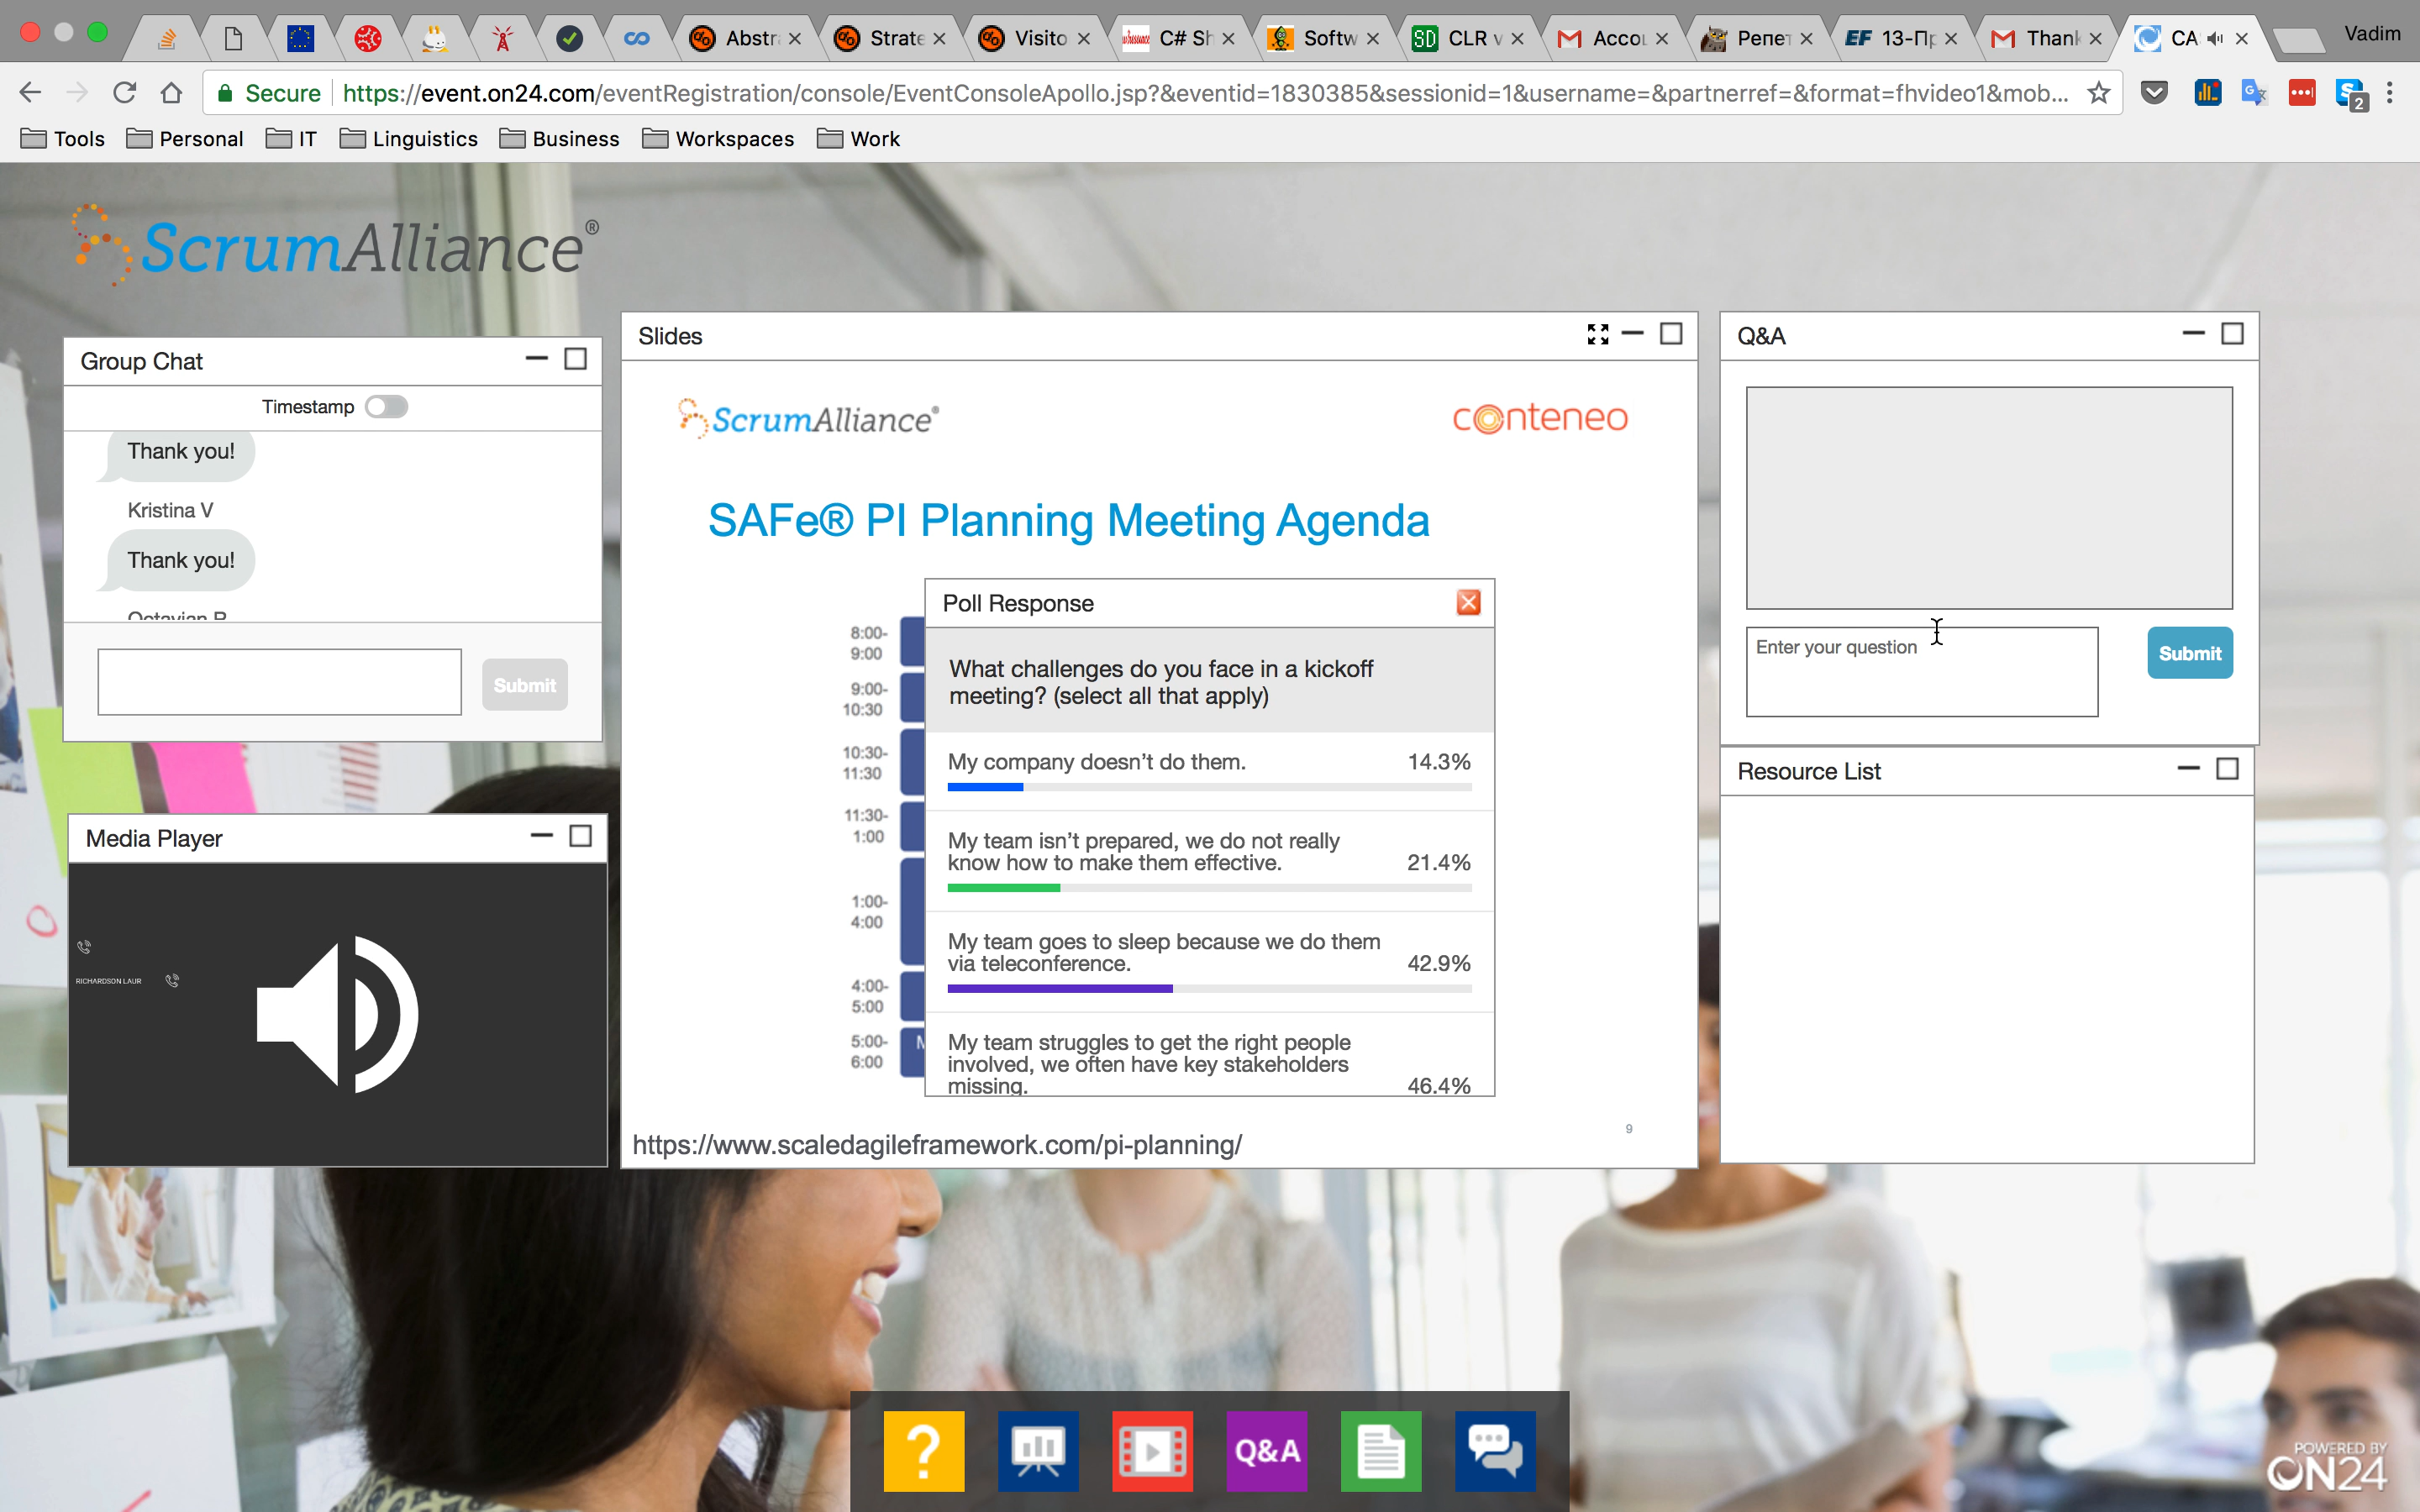 Abstr
Strate
Visito
C# Sh
Softw
SD CLR v
Accou
Репет
EF 13-Пр
Thank
CA
Vadim
Secure https://event.on24.com/eventRegistration/console/EventConsoleApollo.jsp?&eventid=1830385&sessionid=1&username=&partnerref=&format=fhvideo1&mob...
2
Tools
Personal
IT
Linguistics
Business
Workspaces
Work
ScrumAlliance®
Group Chat
Timestamp
Thank you!
Kristina V
Thank you!
Octavian R
Submit
Media Player
RICHARDSON LAUR
Slides
ScrumAlliance®
conteneo
SAFe® PI Planning Meeting Agenda
8:00-
9:00
9:00-
10:30
10:30-
11:30
11:30-
1:00
1:00-
4:00
4:00-
5:00
5:00-
6:00
Poll Response
What challenges do you face in a kickoff
meeting? (select all that apply)
My company doesn't do them. 14.3%
My team isn't prepared, we do not really
know how to make them effective. 21.4%
My team goes to sleep because we do them
via teleconference. 42.9%
My team struggles to get the right people
involved, we often have key stakeholders
missing. 46.4%
https://www.scaledagileframework.com/pi-planning/
9
Q&A
Enter your question
Submit
Resource List
?
Q&A
POWERED BY
ON24